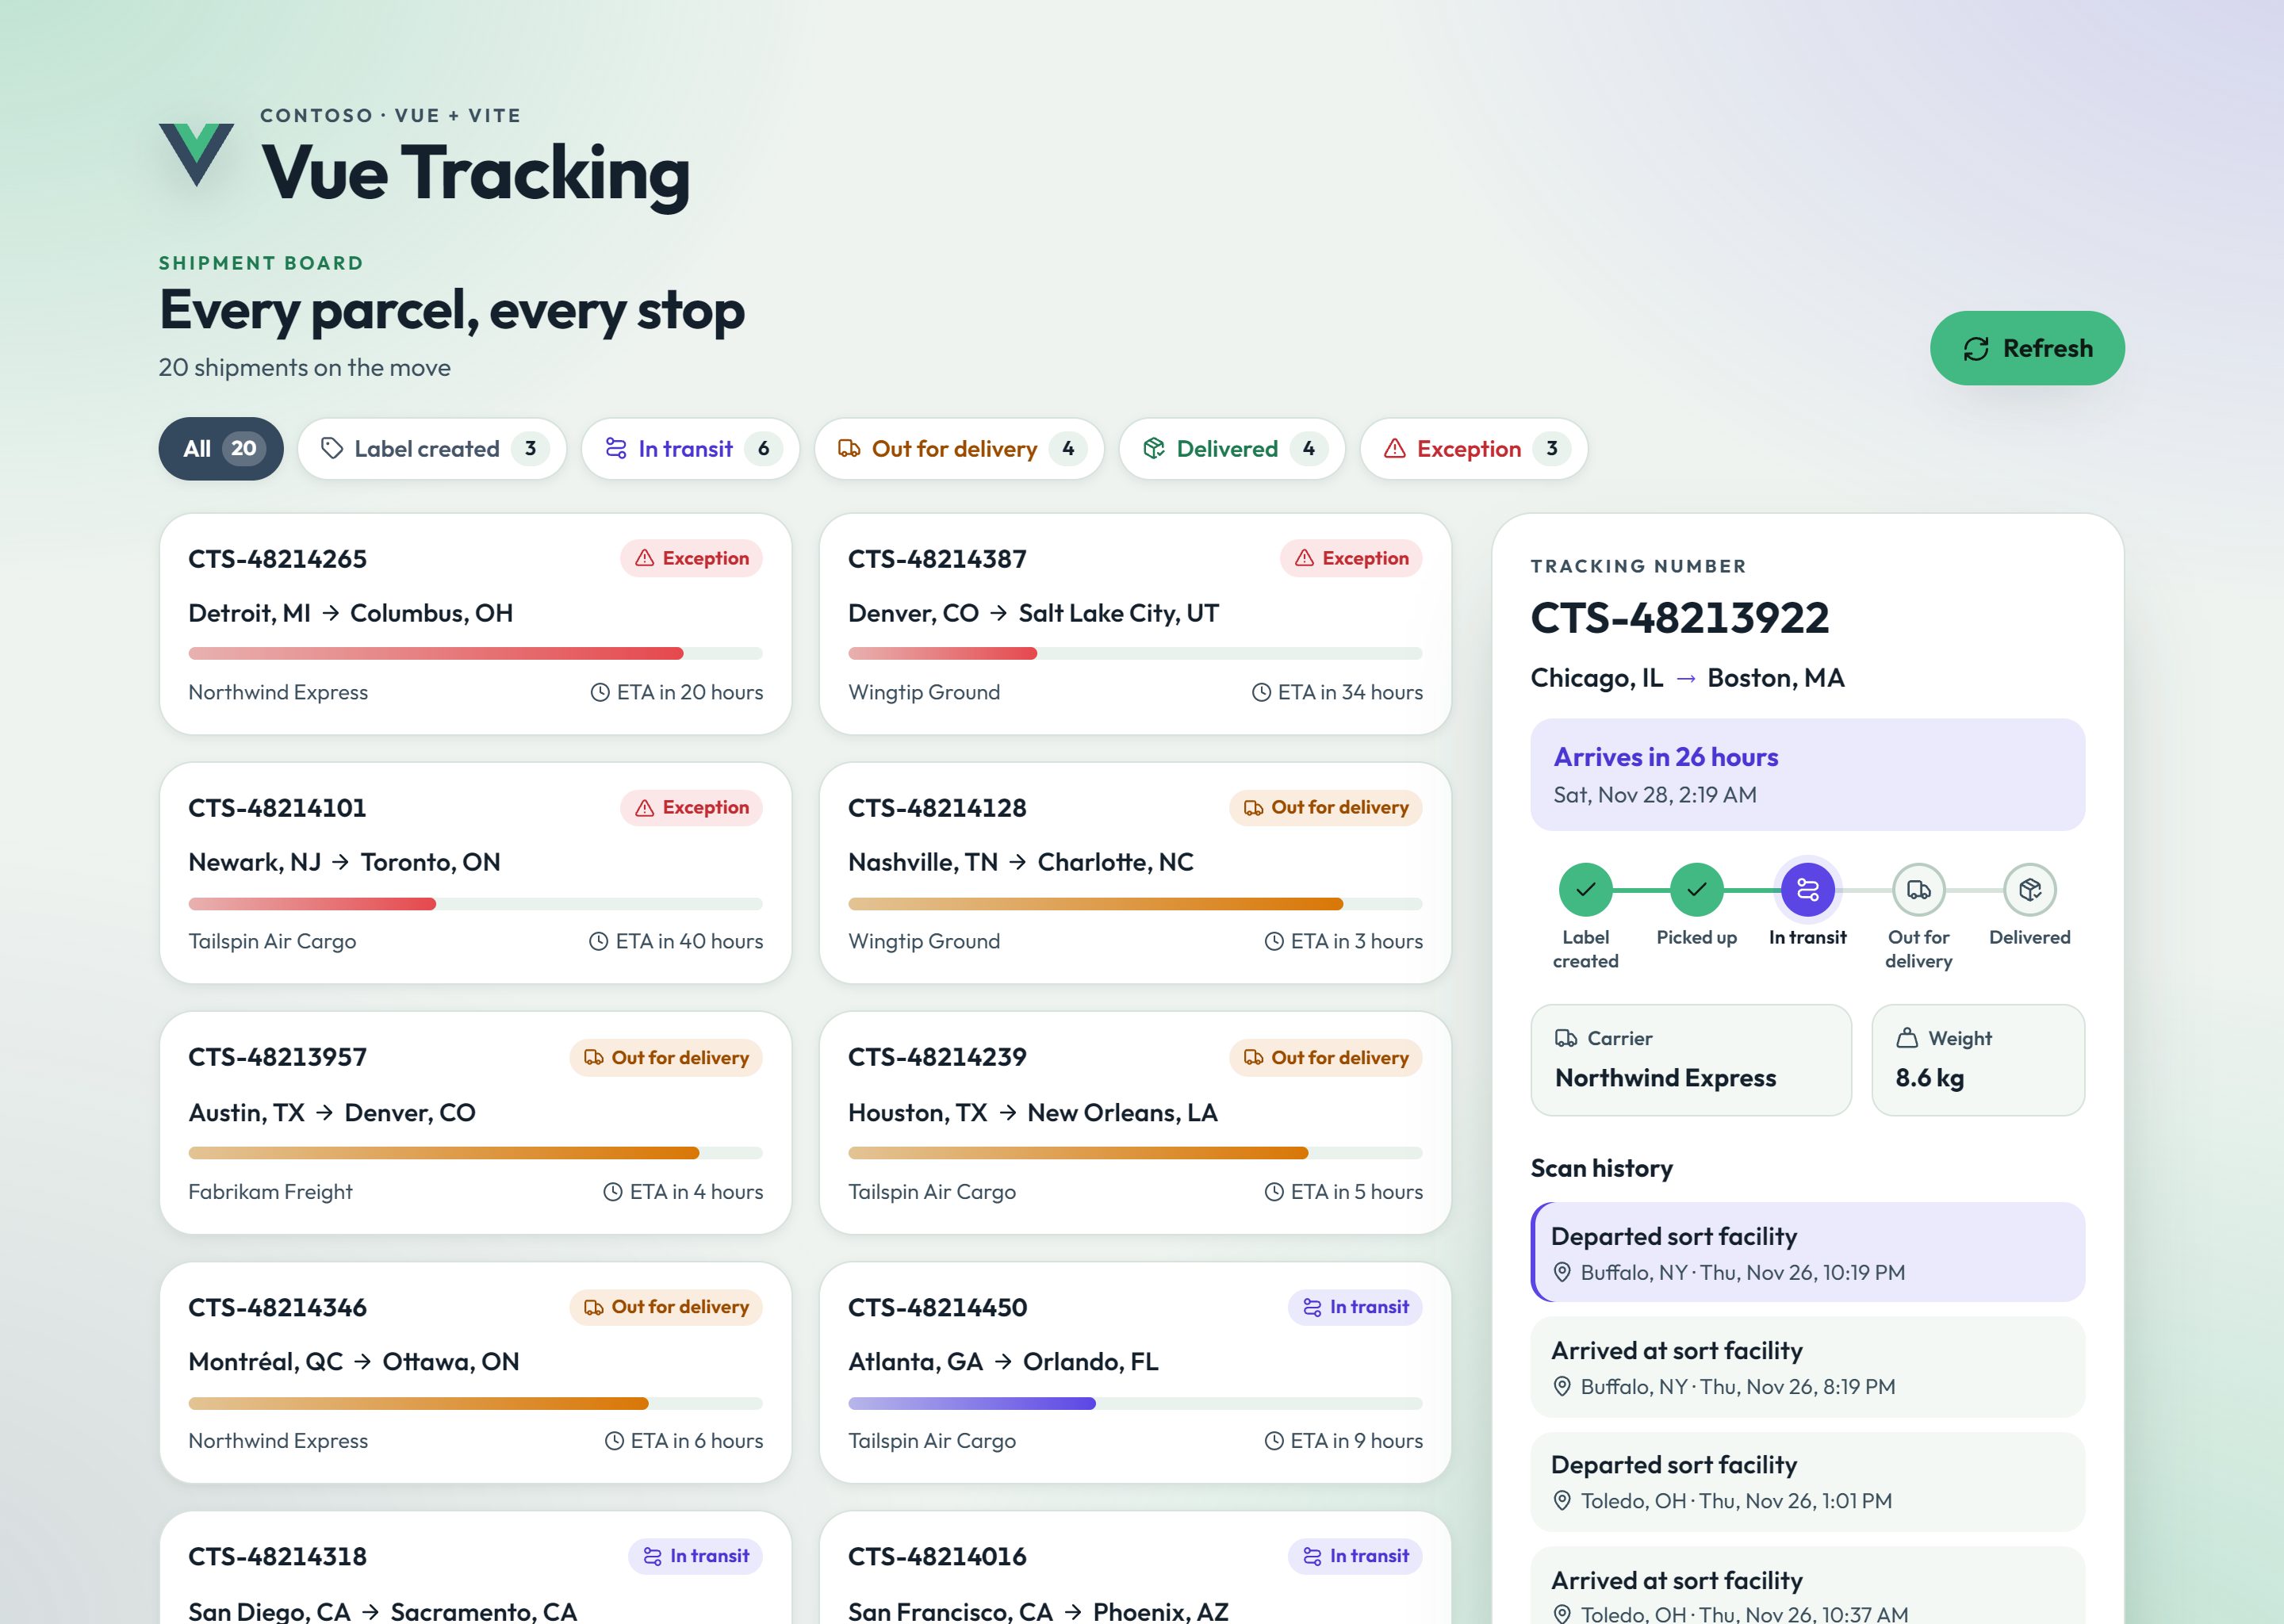 CONTOSO · VUE + VITE
Vue Tracking
SHIPMENT BOARD
Every parcel, every stop
20 shipments on the move
Refresh
All 20
Label created 3
In transit 6
Out for delivery 4
Delivered 4
Exception 3
CTS-48214265
Exception
Detroit, MI → Columbus, OH
Northwind Express
ETA in 20 hours
CTS-48214387
Exception
Denver, CO → Salt Lake City, UT
Wingtip Ground
ETA in 34 hours
CTS-48214101
Exception
Newark, NJ → Toronto, ON
Tailspin Air Cargo
ETA in 40 hours
CTS-48214128
Out for delivery
Nashville, TN → Charlotte, NC
Wingtip Ground
ETA in 3 hours
CTS-48213957
Out for delivery
Austin, TX → Denver, CO
Fabrikam Freight
ETA in 4 hours
CTS-48214239
Out for delivery
Houston, TX → New Orleans, LA
Tailspin Air Cargo
ETA in 5 hours
CTS-48214346
Out for delivery
Montréal, QC → Ottawa, ON
Northwind Express
ETA in 6 hours
CTS-48214450
In transit
Atlanta, GA → Orlando, FL
Tailspin Air Cargo
ETA in 9 hours
CTS-48214318
In transit
San Diego, CA → Sacramento, CA
CTS-48214016
In transit
San Francisco, CA → Phoenix, AZ
TRACKING NUMBER
CTS-48213922
Chicago, IL → Boston, MA
Arrives in 26 hours
Sat, Nov 28, 2:19 AM
Label created
Picked up
In transit
Out for delivery
Delivered
Carrier
Northwind Express
Weight
8.6 kg
Scan history
Departed sort facility
Buffalo, NY · Thu, Nov 26, 10:19 PM
Arrived at sort facility
Buffalo, NY · Thu, Nov 26, 8:19 PM
Departed sort facility
Toledo, OH · Thu, Nov 26, 1:01 PM
Arrived at sort facility
Toledo, OH · Thu, Nov 26, 10:37 AM